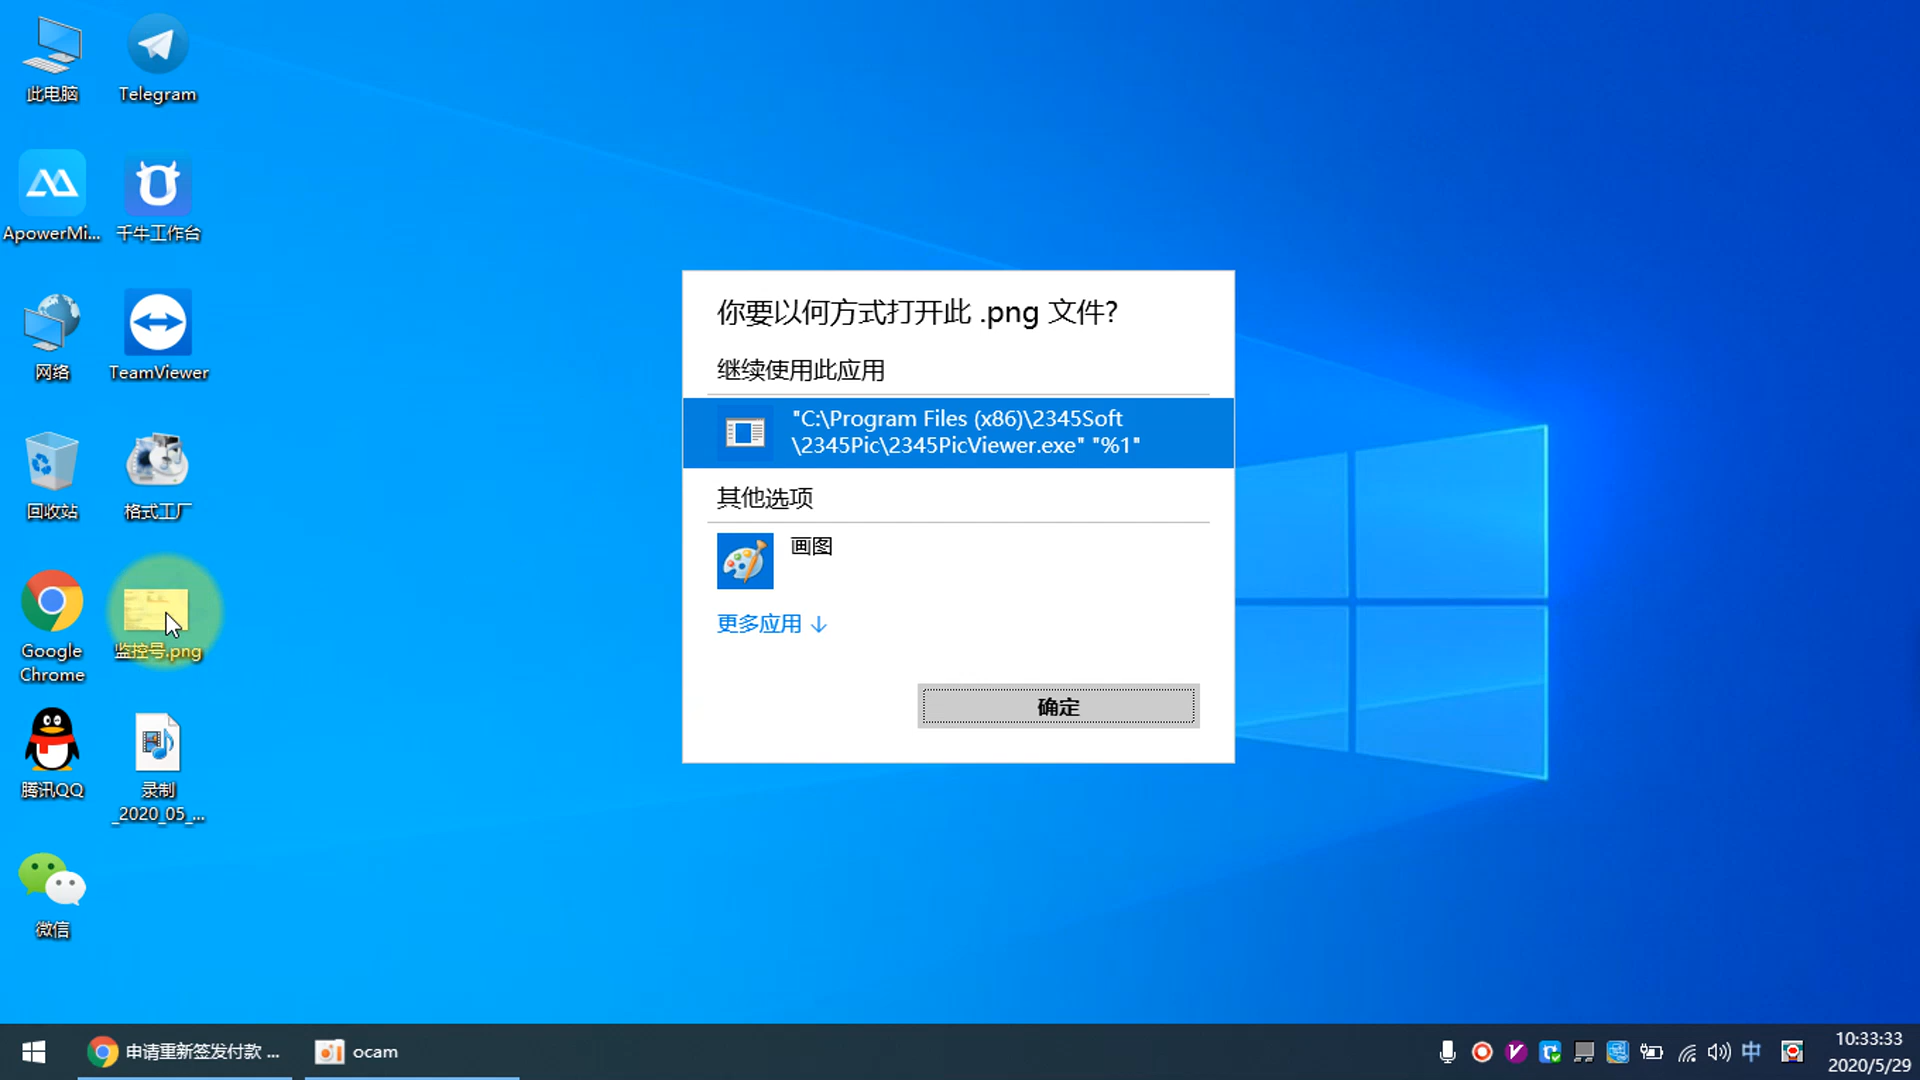 此电脑
Telegram
ApowerMi...
千牛工作台
网络
TeamViewer
回收站
格式工厂
Google
Chrome
监控号.png
腾讯QQ
录制
_2020_05_...
微信
你要以何方式打开此 .png 文件?
继续使用此应用
"C:\Program Files (x86)\2345Soft
\2345Pic\2345PicViewer.exe" "%1"
其他选项
画图
更多应用 ↓
确定
申请重新签发付款 ...
ocam
中
10:33:33
2020/5/29